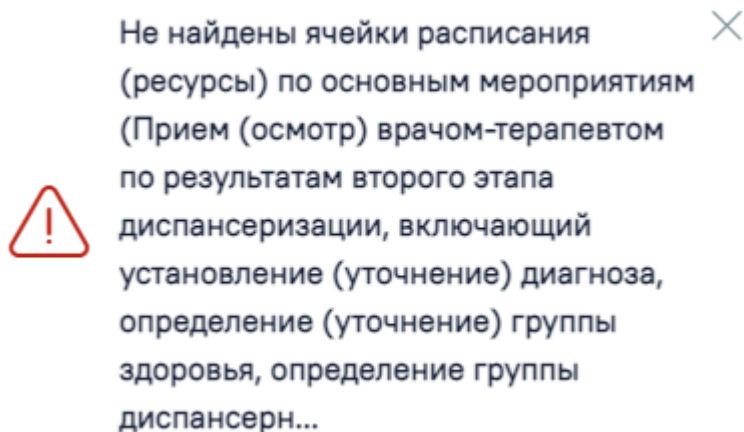 Не найдены ячейки расписания
(ресурсы) по основным мероприятиям
(Прием (осмотр) врачом-терапевтом
по результатам второго этапа
диспансеризации, включающий
установление (уточнение) диагноза,
определение (уточнение) группы
здоровья, определение группы
диспансерн...